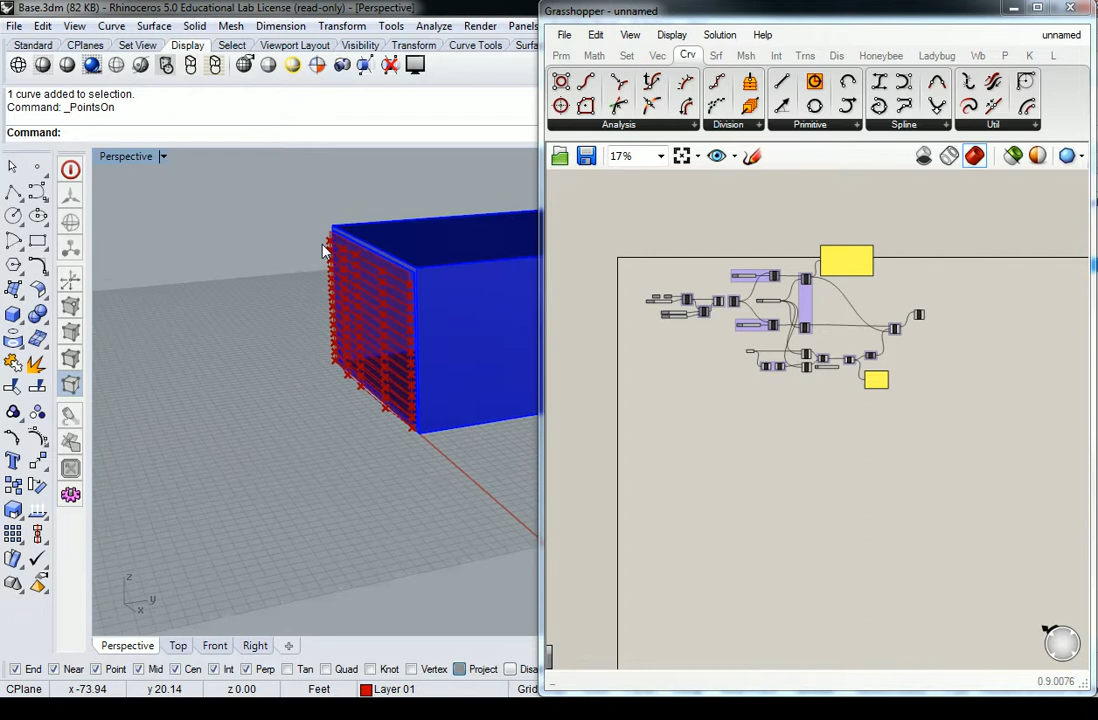 Base.3dm (82 KB) - Rhinoceros 5.0 Educational Lab License (read-only) - [Perspective]
File Edit View Curve Surface Solid Mesh Dimension Transform Tools Analyze Render Panels
Standard CPlanes Set View Display Select Viewport Layout Visibility Transform Curve Tools
1 curve added to selection.
Command: _PointsOn
Command:
Perspective
z
y
x
Perspective Top Front Right
End Near Point Mid Cen Int Perp Tan Quad Knot Vertex Project
CPlane x -73.94 y 20.14 z 0.00 Feet Layer 01
Grasshopper - unnamed
File Edit View Display Solution Help unnamed
Prm Math Set Vec Crv Srf Msh Int Trns Dis Honeybee Ladybug Wb P K L
Analysis Division Primitive Spline Util
17%
0.9.0076